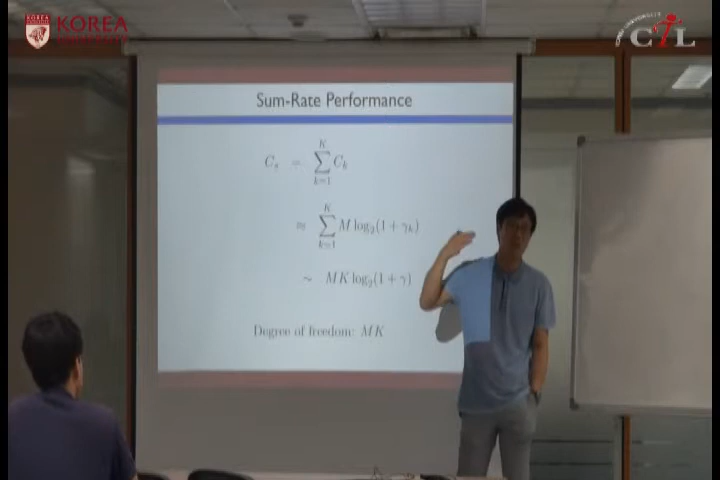 KOREA
KOREA
CIL
Sum-Rate Performance
C_s = \sum_{k=1}^{K} C_k
≈ \sum_{k=1}^{K} M log_2(1 + γ_k)
∼ MK log_2(1 + γ)
Degree of freedom: MK